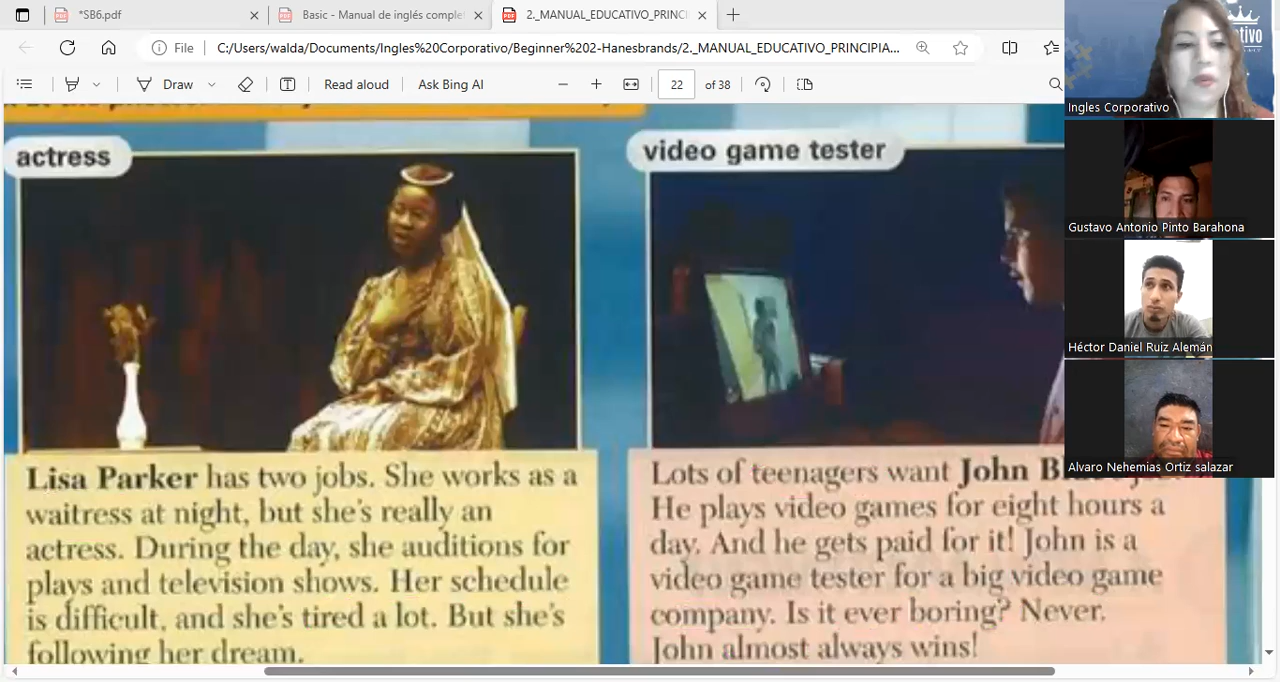 *SB6.pdf
Basic - Manual de inglés complet
2._MANUAL_EDUCATIVO_PRINCI
File
C:/Users/walda/Documents/Ingles%20Corporativo/Beginner%202-Hanesbrands/2._MANUAL_EDUCATIVO_PRINCIPIA...
Draw
Read aloud
Ask Bing AI
22
of 38
actress
Lisa Parker has two jobs. She works as a
waitress at night, but she's really an
actress. During the day, she auditions for
plays and television shows. Her schedule
is difficult, and she's tired a lot. But she's
following her dream.
video game tester
Lots of teenagers want John
He plays video games for eight hours a
day. And he gets paid for it! John is a
video game tester for a big video game
company. Is it ever boring? Never.
John almost always wins!
Ingles Corporativo
Gustavo Antonio Pinto Barahona
Héctor Daniel Ruiz Alemán
Alvaro Nehemias Ortiz salazar